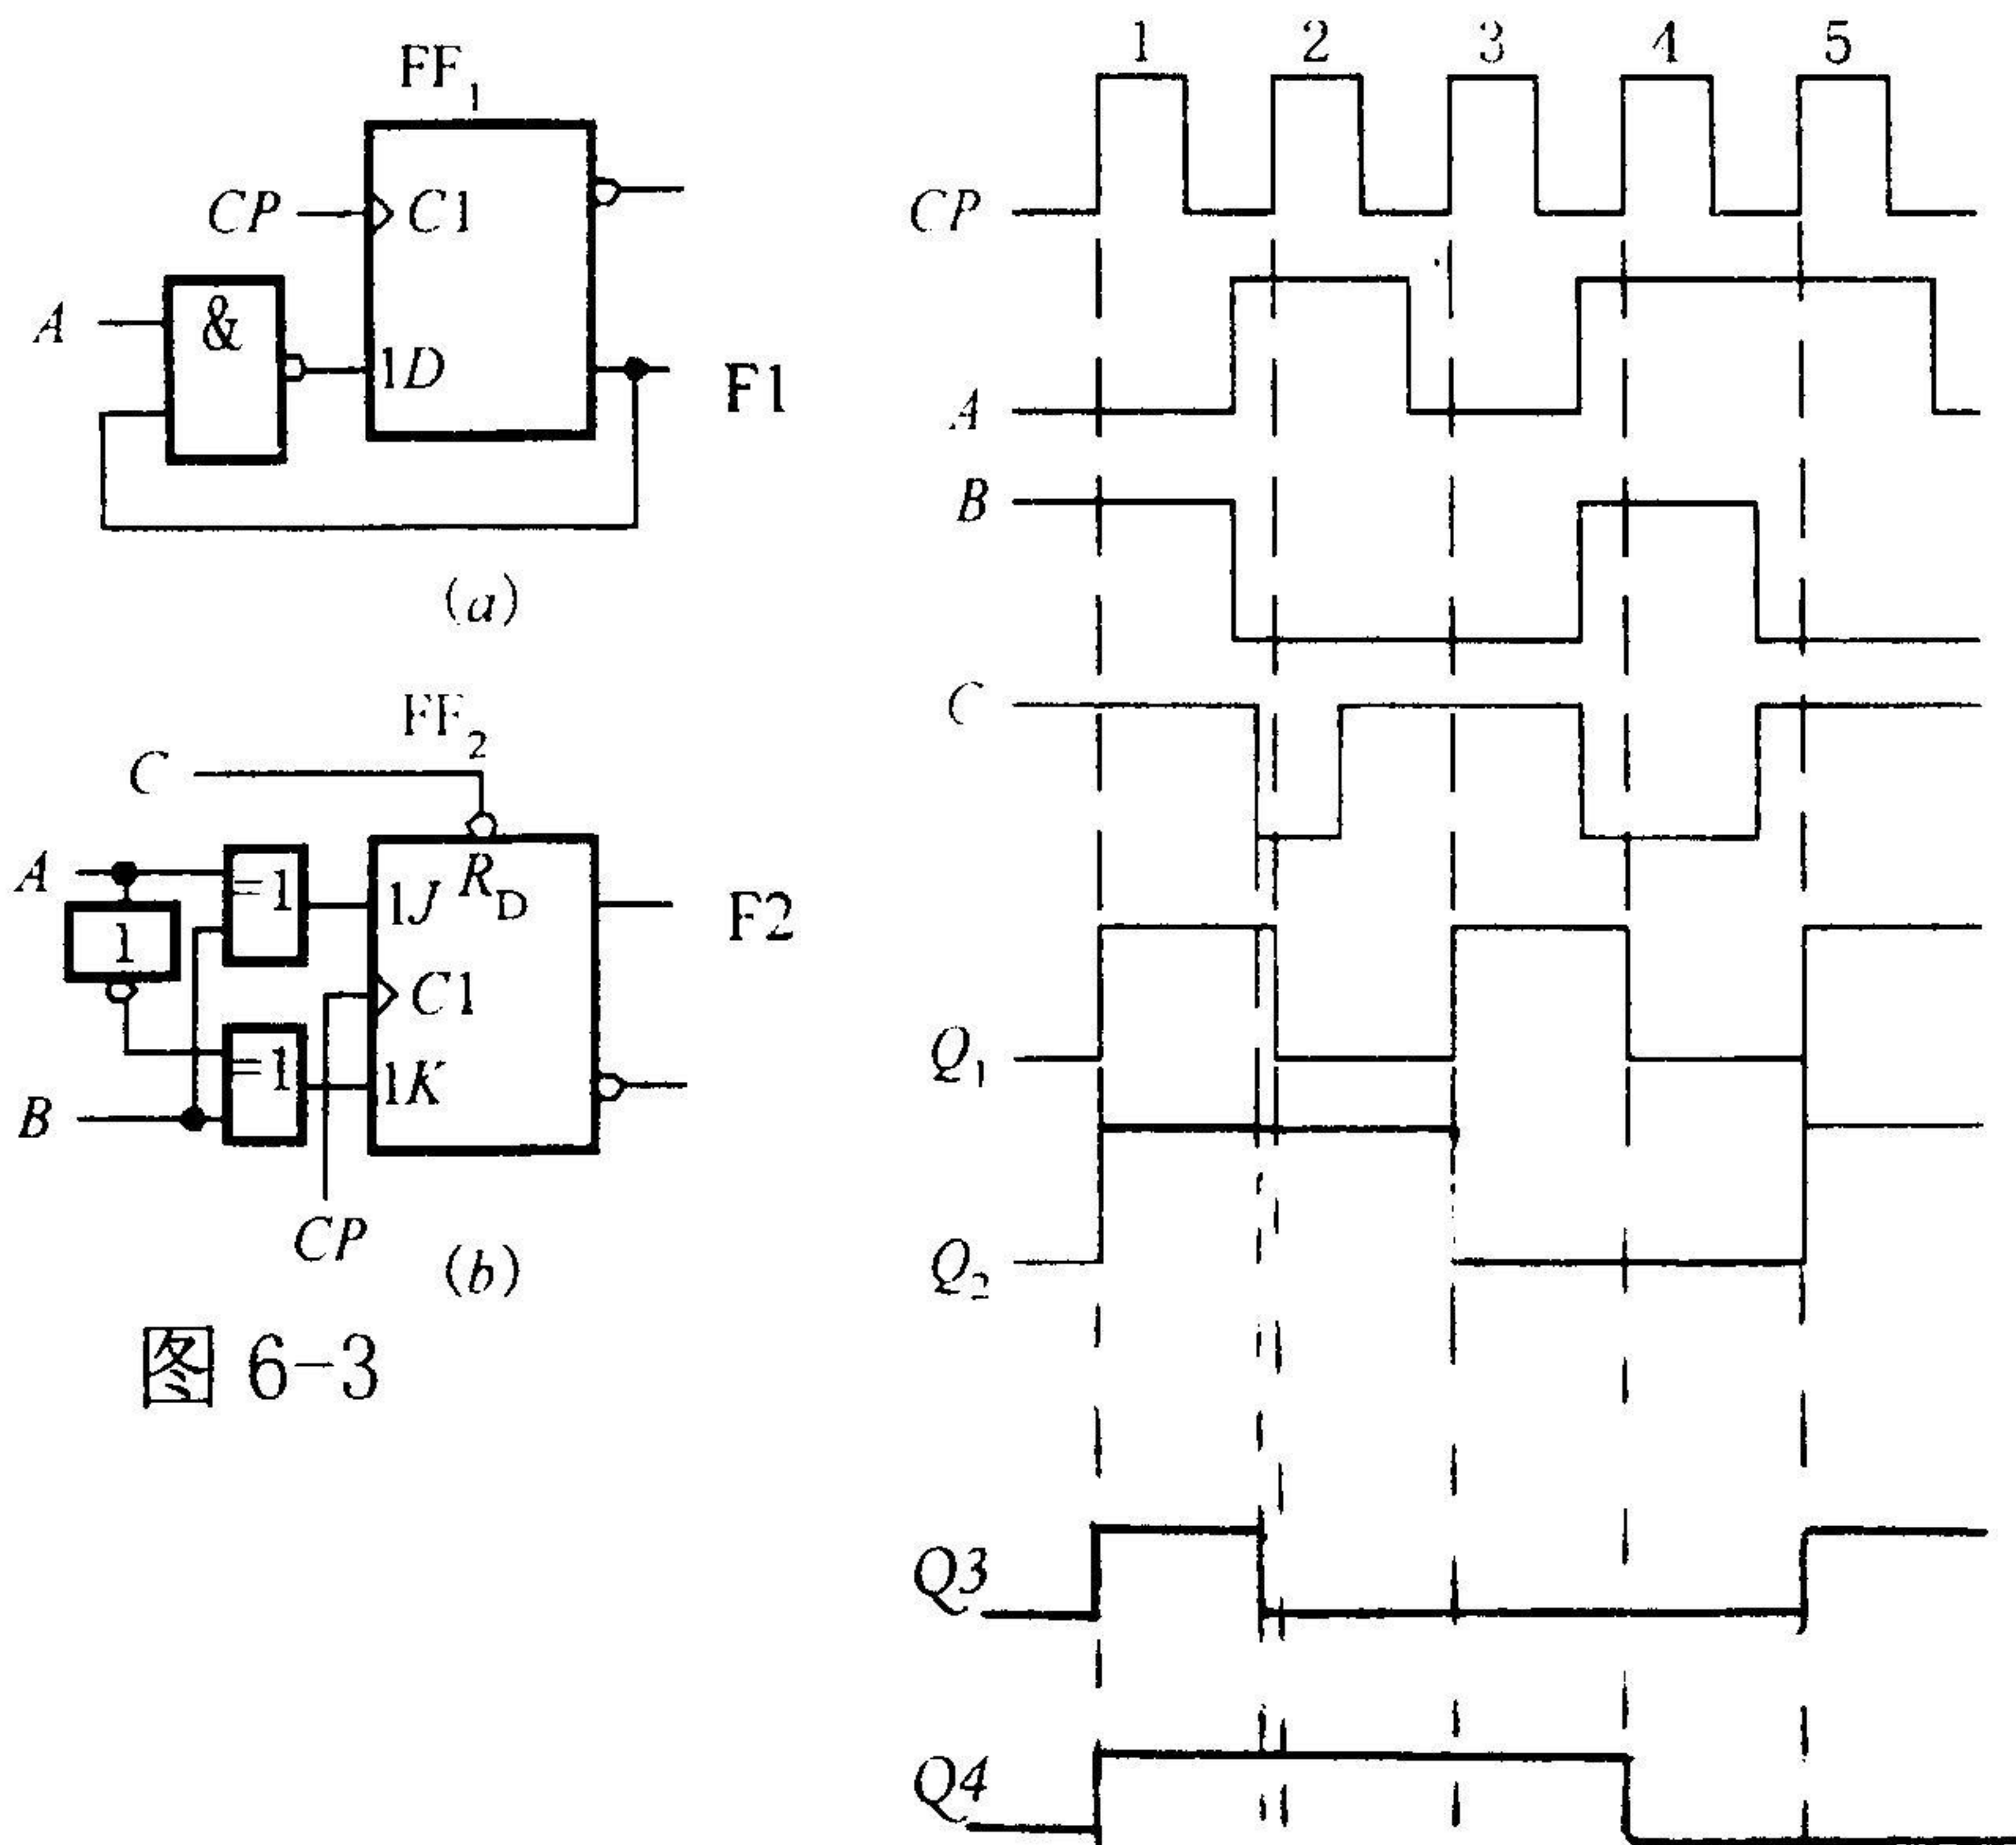 FF1
CP
C1
A
&
1D
F1
(a)
FF2
C
A
=1
1J
RD
F2
1
C1
=1
1K
B
CP
(b)
图 6-3
1 2 3 4 5
CP
A
B
C
Q1
Q2
Q3
Q4